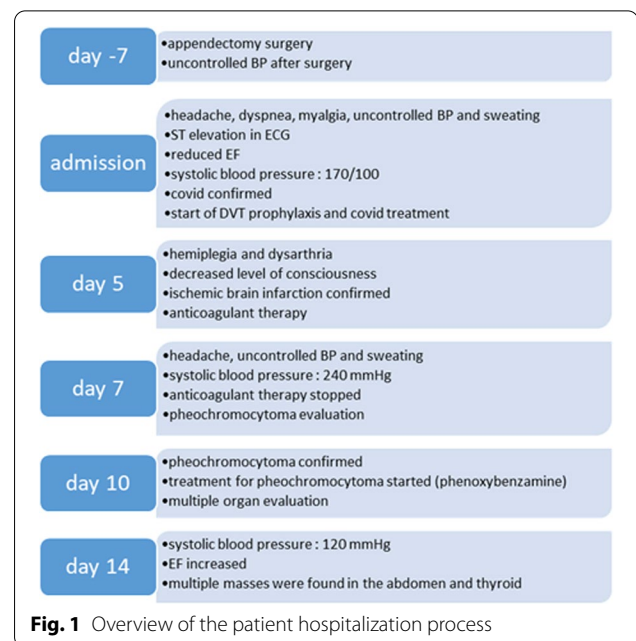 day -7
•appendectomy surgery
•uncontrolled BP after surgery
admission
•headache, dyspnea, myalgia, uncontrolled BP and sweating
•ST elevation in ECG
•reduced EF
•systolic blood pressure : 170/100
•covid confirmed
•start of DVT prophylaxis and covid treatment
day 5
•hemiplegia and dysarthria
•decreased level of consciousness
•ischemic brain infarction confirmed
•anticoagulant therapy
day 7
•headache, uncontrolled BP and sweating
•systolic blood pressure : 240 mmHg
•anticoagulant therapy stopped
•pheochromocytoma evaluation
day 10
•pheochromocytoma confirmed
•treatment for pheochromocytoma started (phenoxybenzamine)
•multiple organ evaluation
day 14
•systolic blood pressure : 120 mmHg
•EF increased
•multiple masses were found in the abdomen and thyroid
Fig. 1 Overview of the patient hospitalization process